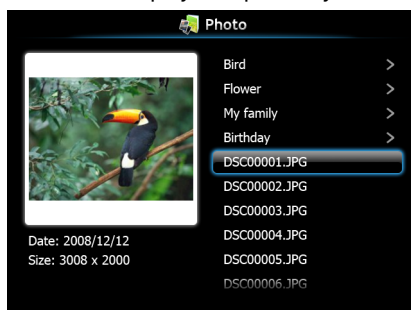 Photo
Bird >
Flower >
My family >
Birthday >
DSC00001.JPG
DSC00002.JPG
DSC00003.JPG
DSC00004.JPG
DSC00005.JPG
DSC00006.JPG
Date: 2008/12/12
Size: 3008 x 2000